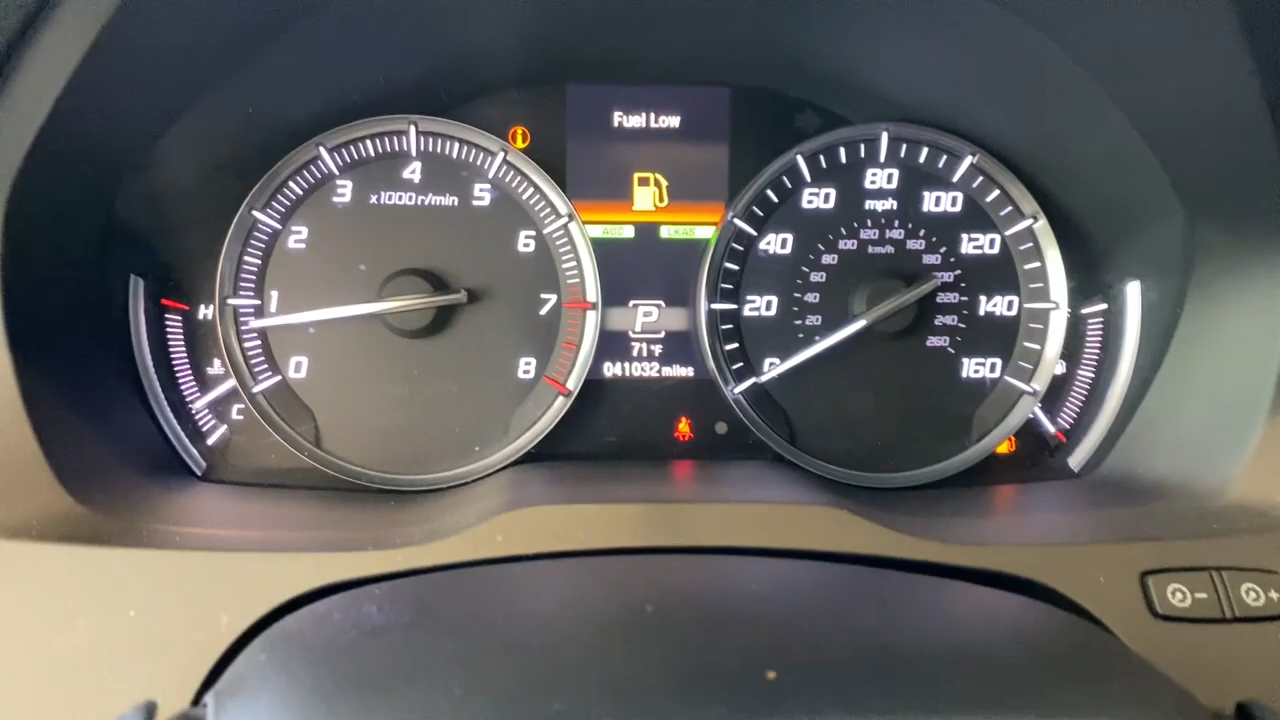 Fuel Low
ACC LKAS
P
71°F
041032 miles
0
1
2
3
4
5
6
7
8
x1000r/min
H
C
20
40
60
80
100
120
140
160
mph
20
40
60
80
100
120
140
160
180
200
220
240
260
km/h
i
−
+